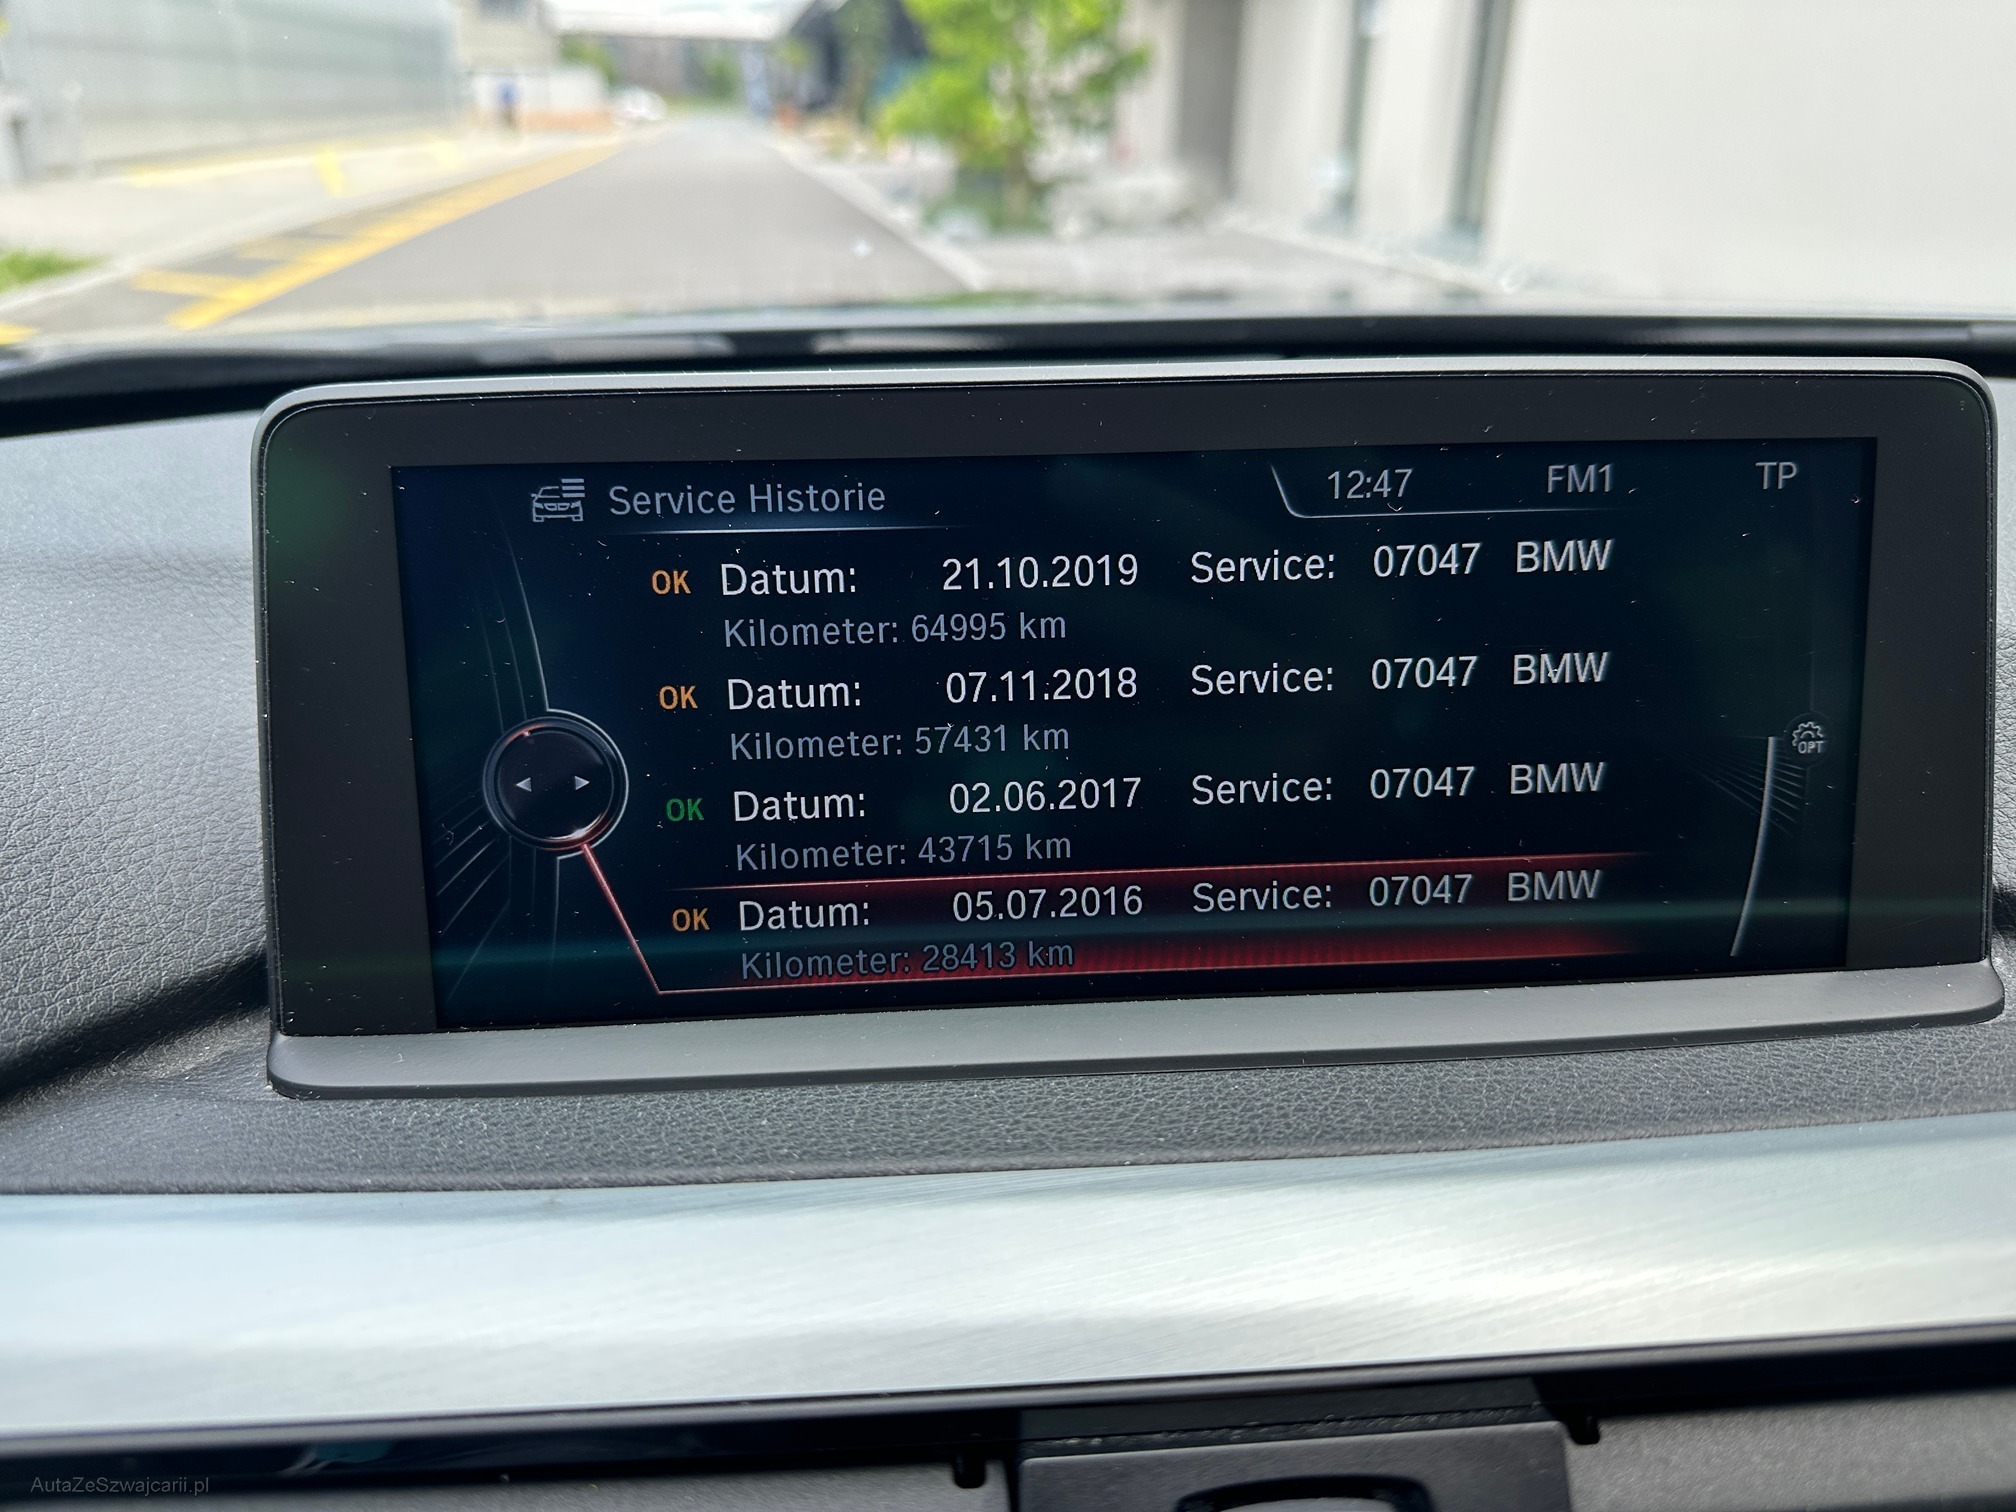 Service Historie 12:47 FM1 TP
OK Datum: 21.10.2019 Service: 07047 BMW
Kilometer: 64995 km
OK Datum: 07.11.2018 Service: 07047 BMW
Kilometer: 57431 km
OK Datum: 02.06.2017 Service: 07047 BMW
Kilometer: 43715 km
OK Datum: 05.07.2016 Service: 07047 BMW
Kilometer: 28413 km
OPT
AutaZeSzwajcarii.pl